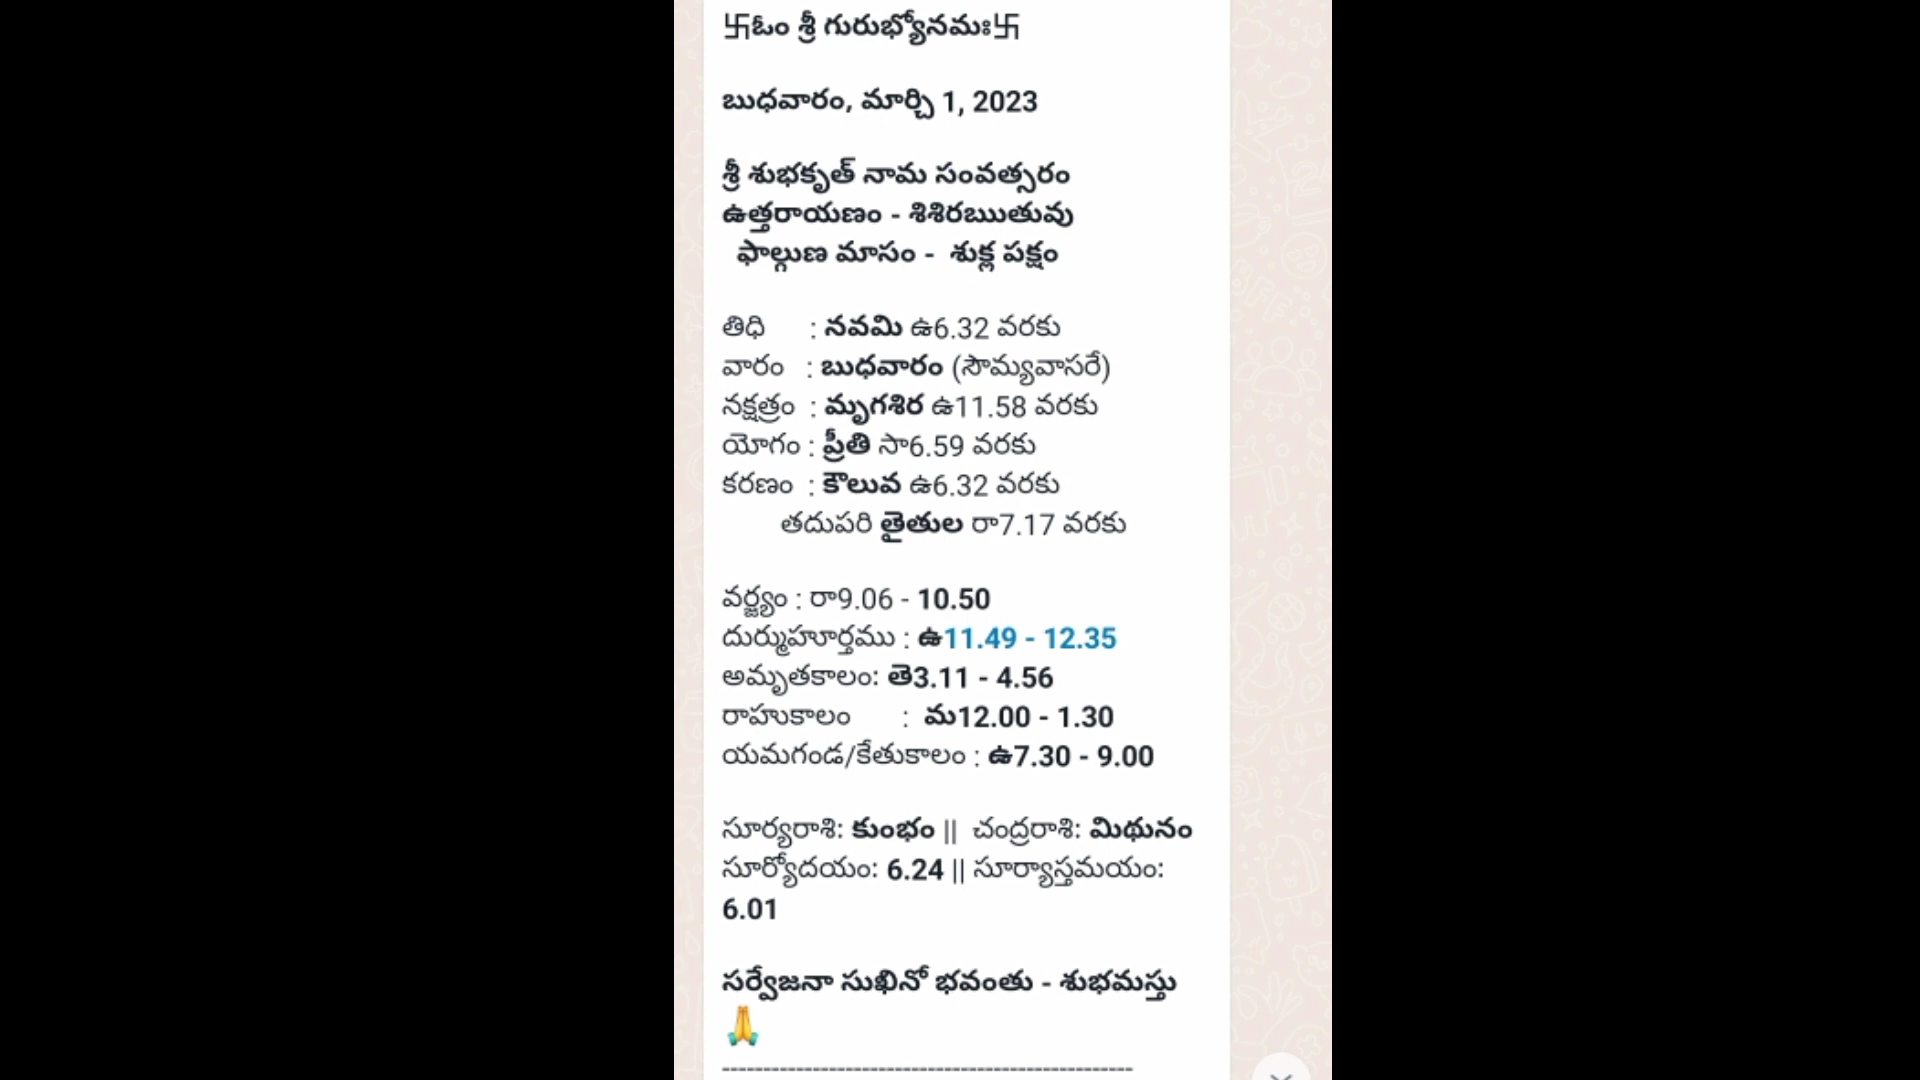 卐ఓం శ్రీ గురుభ్యోనమః卐
బుధవారం, మార్చి 1, 2023
శ్రీ శుభకృత్ నామ సంవత్సరం
ఉత్తరాయణం - శిశిరఋతువు
ఫాల్గుణ మాసం - శుక్ల పక్షం
తిధి : నవమి ఉ6.32 వరకు
వారం : బుధవారం (సౌమ్యవాసరే)
నక్షత్రం : మృగశిర ఉ11.58 వరకు
యోగం : ప్రీతి సా6.59 వరకు
కరణం : కౌలువ ఉ6.32 వరకు
తదుపరి తైతుల రా7.17 వరకు
వర్జ్యం : రా9.06 - 10.50
దుర్ముహూర్తము : ఉ11.49 - 12.35
అమృతకాలం: తె3.11 - 4.56
రాహుకాలం : మ12.00 - 1.30
యమగండ/కేతుకాలం : ఉ7.30 - 9.00
సూర్యరాశి: కుంభం || చంద్రరాశి: మిథునం
సూర్యోదయం: 6.24 || సూర్యాస్తమయం:
6.01
సర్వేజనా సుఖినో భవంతు - శుభమస్తు
🙏
--------------------------------------------------